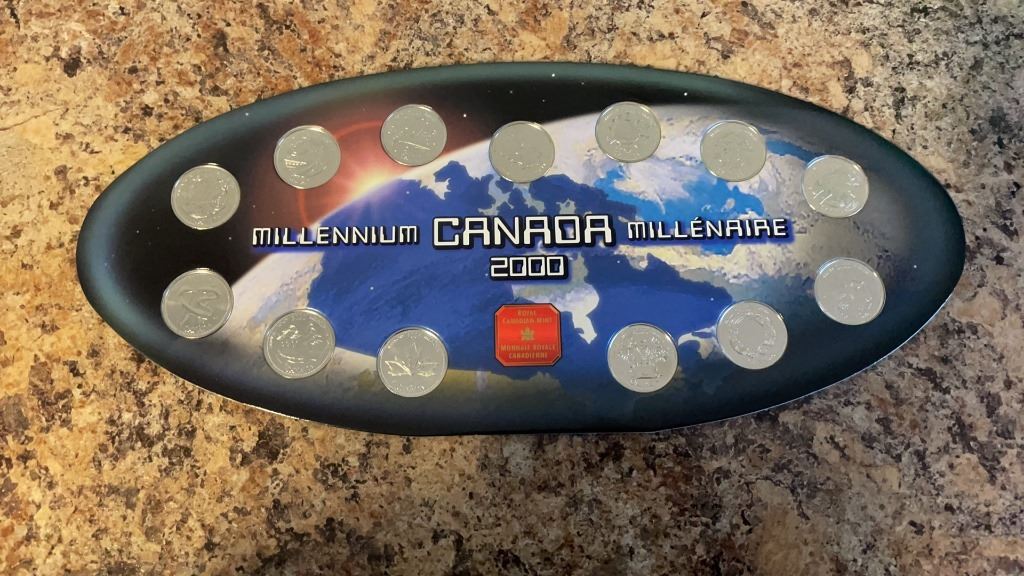 MILLENNIUM CANADA MILLÉNAIRE
2000
ROYAL
CANADIAN MINT
MONNAIE ROYALE
CANADIENNE